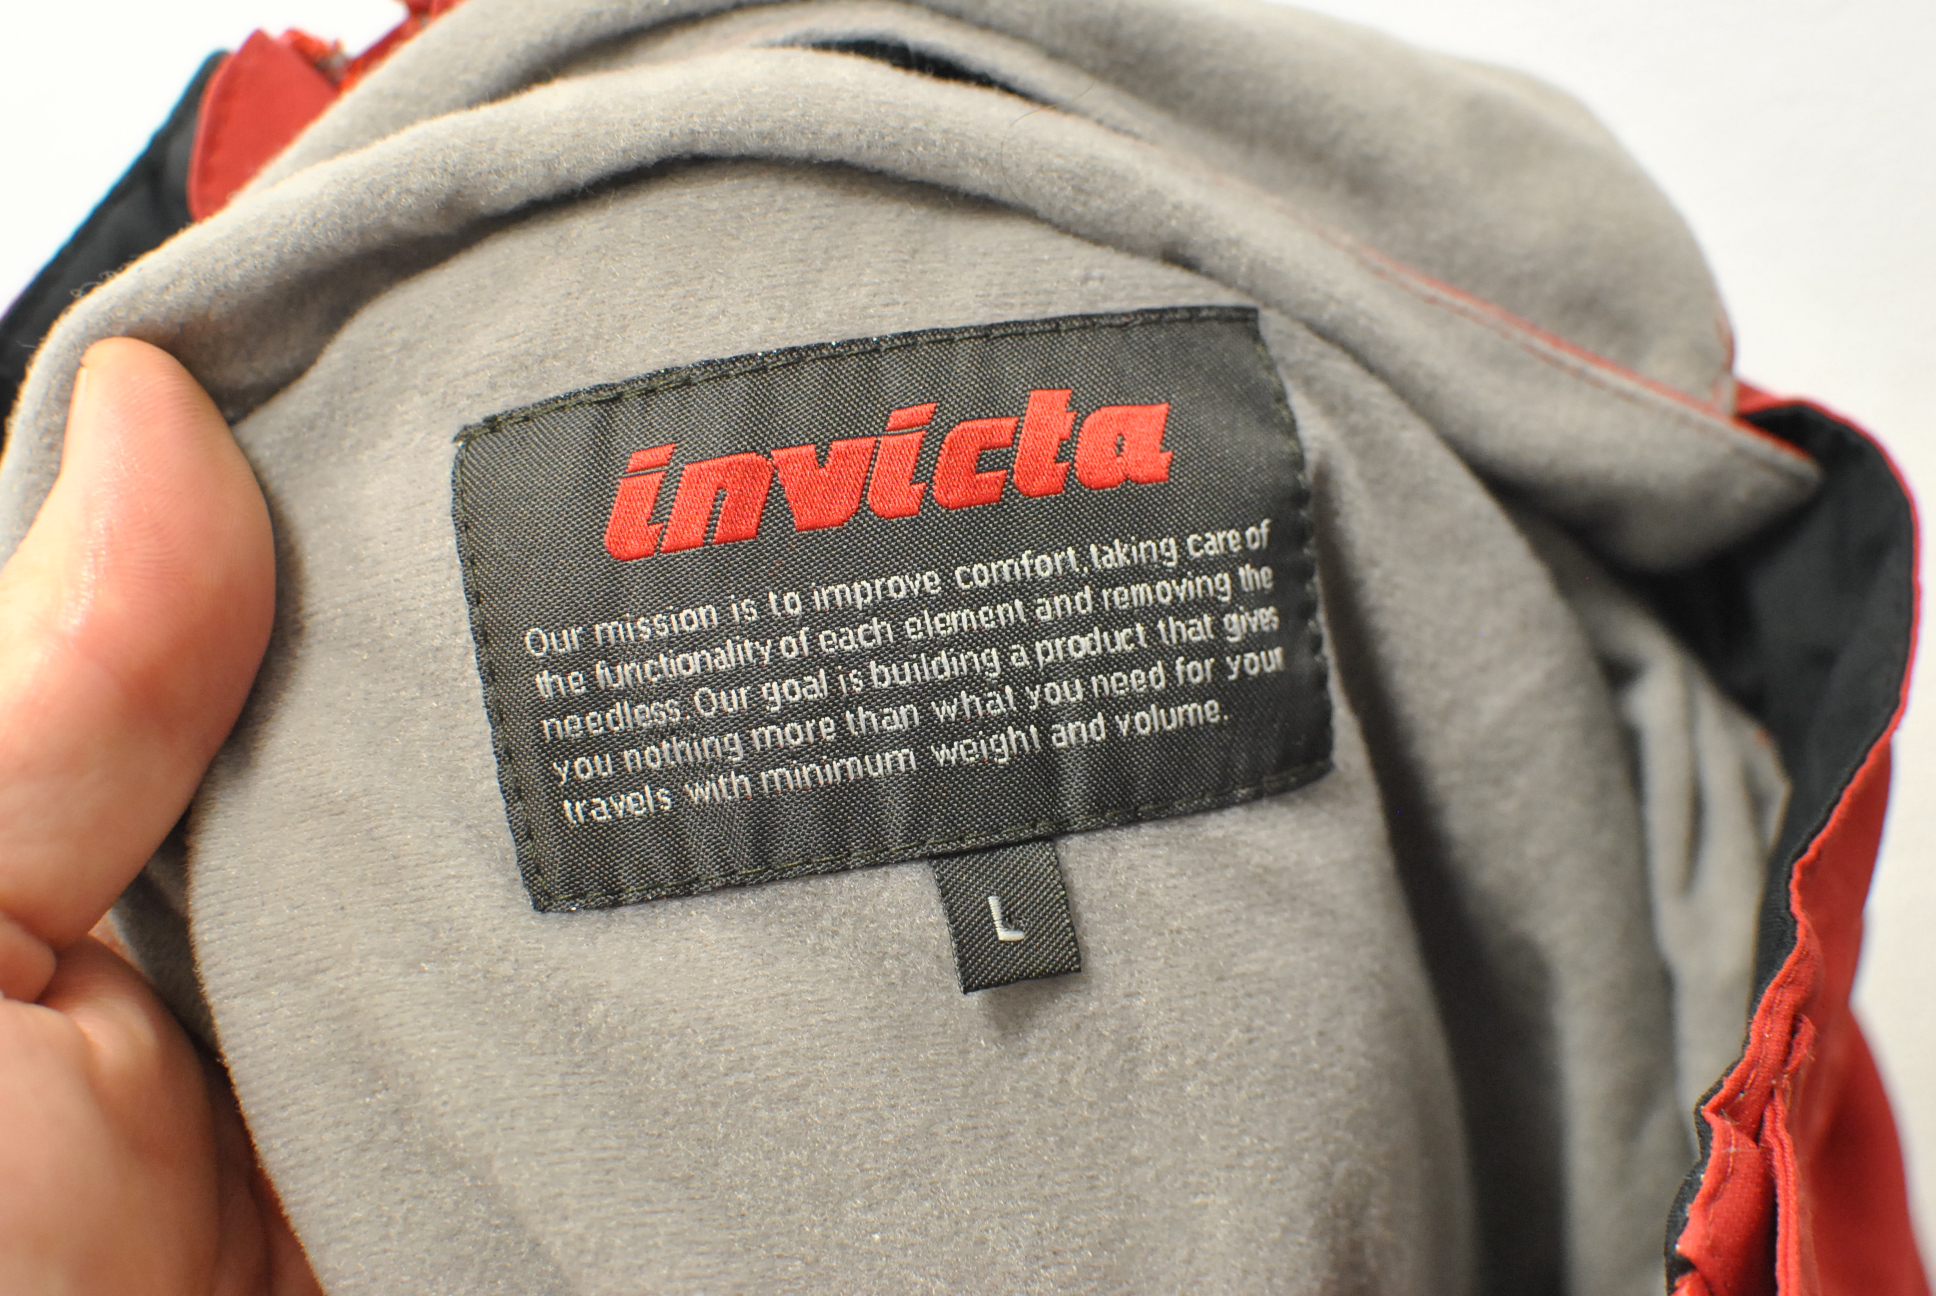 invicta
Our mission is to improve comfort, taking care of
the functionality of each element and removing the
needless. Our goal is building a product that gives
you nothing more than what you need for your
travels with minimum weight and volume.
L